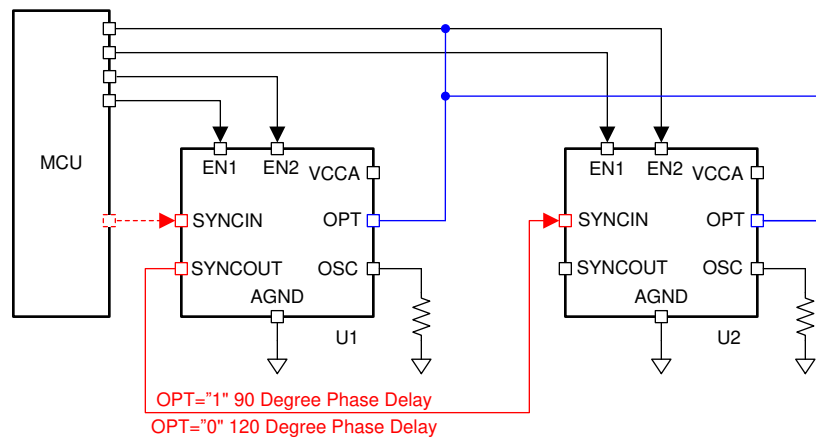 MCU
EN1 EN2 VCCA
SYNCIN OPT
SYNCOUT OSC
AGND
U1
EN1 EN2 VCCA
SYNCIN OPT
SYNCOUT OSC
AGND
U2
OPT=”1" 90 Degree Phase Delay
OPT=”0" 120 Degree Phase Delay